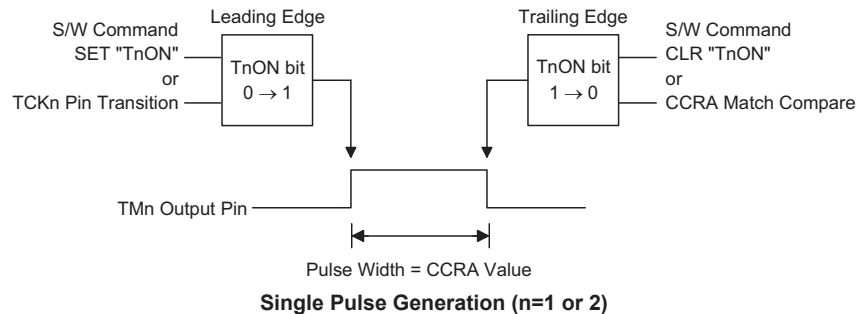 Leading Edge
S/W Command
SET "TnON"
or
TCKn Pin Transition
TnON bit
0 → 1
Trailing Edge
TnON bit
1 → 0
S/W Command
CLR "TnON"
or
CCRA Match Compare
TMn Output Pin
Pulse Width = CCRA Value
Single Pulse Generation (n=1 or 2)